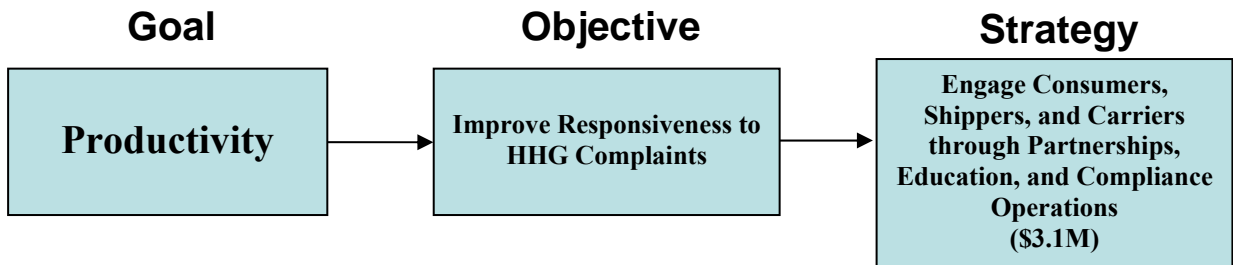 Goal
Objective
Strategy
Productivity
Improve Responsiveness to
HHG Complaints
Engage Consumers,
Shippers, and Carriers
through Partnerships,
Education, and Compliance
Operations
($3.1M)